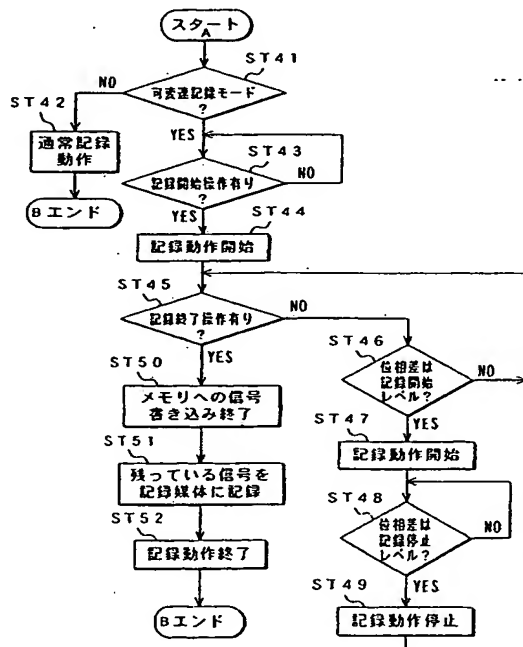 スタート
A
ST41
NO
可変速記録モード
?
ST42
通常記録
動作
YES
ST43
NO
記録開始操作有り
?
Bエンド
YES
ST44
記録動作開始
ST45
NO
記録終了操作有り
?
YES
ST46
位相差は
記録開始
レベル?
NO
ST50
メモリへの信号
書き込み終了
YES
ST47
記録動作開始
ST51
残っている信号を
記録媒体に記録
ST48
位相差は
記録停止
レベル?
NO
ST52
記録動作終了
YES
ST49
記録動作停止
Bエンド